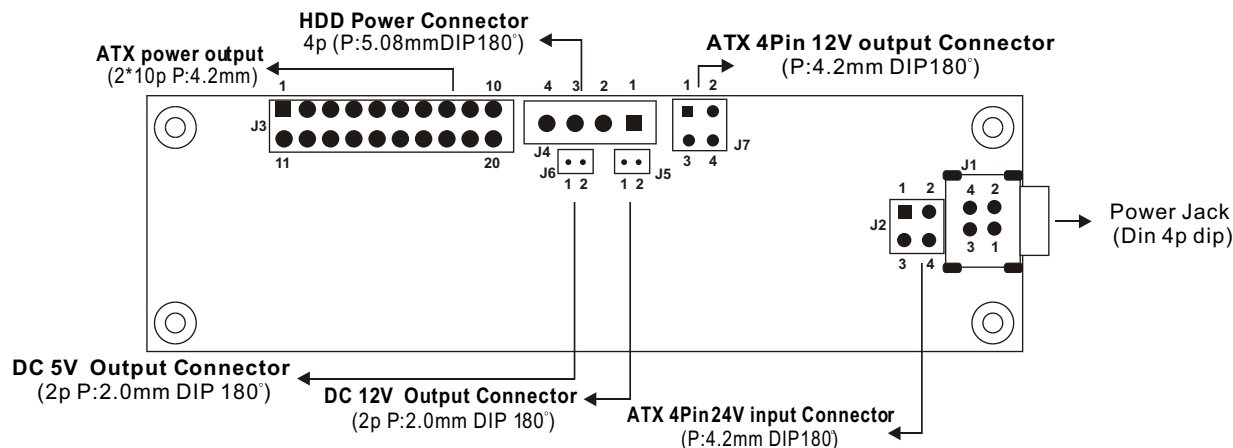 HDD Power Connector
4p (P:5.08mmDIP180°)
ATX power output
(2*10p P:4.2mm)
ATX 4Pin 12V output Connector
(P:4.2mm DIP180°)
1 10
J3
11 20
4 3 2 1
J4
J6
1 2
J5
1 2
1 2
J7
3 4
J1
4 2
3 1
1 2
J2
3 4
Power Jack
(Din 4p dip)
DC 5V Output Connector
(2p P:2.0mm DIP 180°)
DC 12V Output Connector
(2p P:2.0mm DIP 180°)
ATX 4Pin24V input Connector
(P:4.2mm DIP180°)